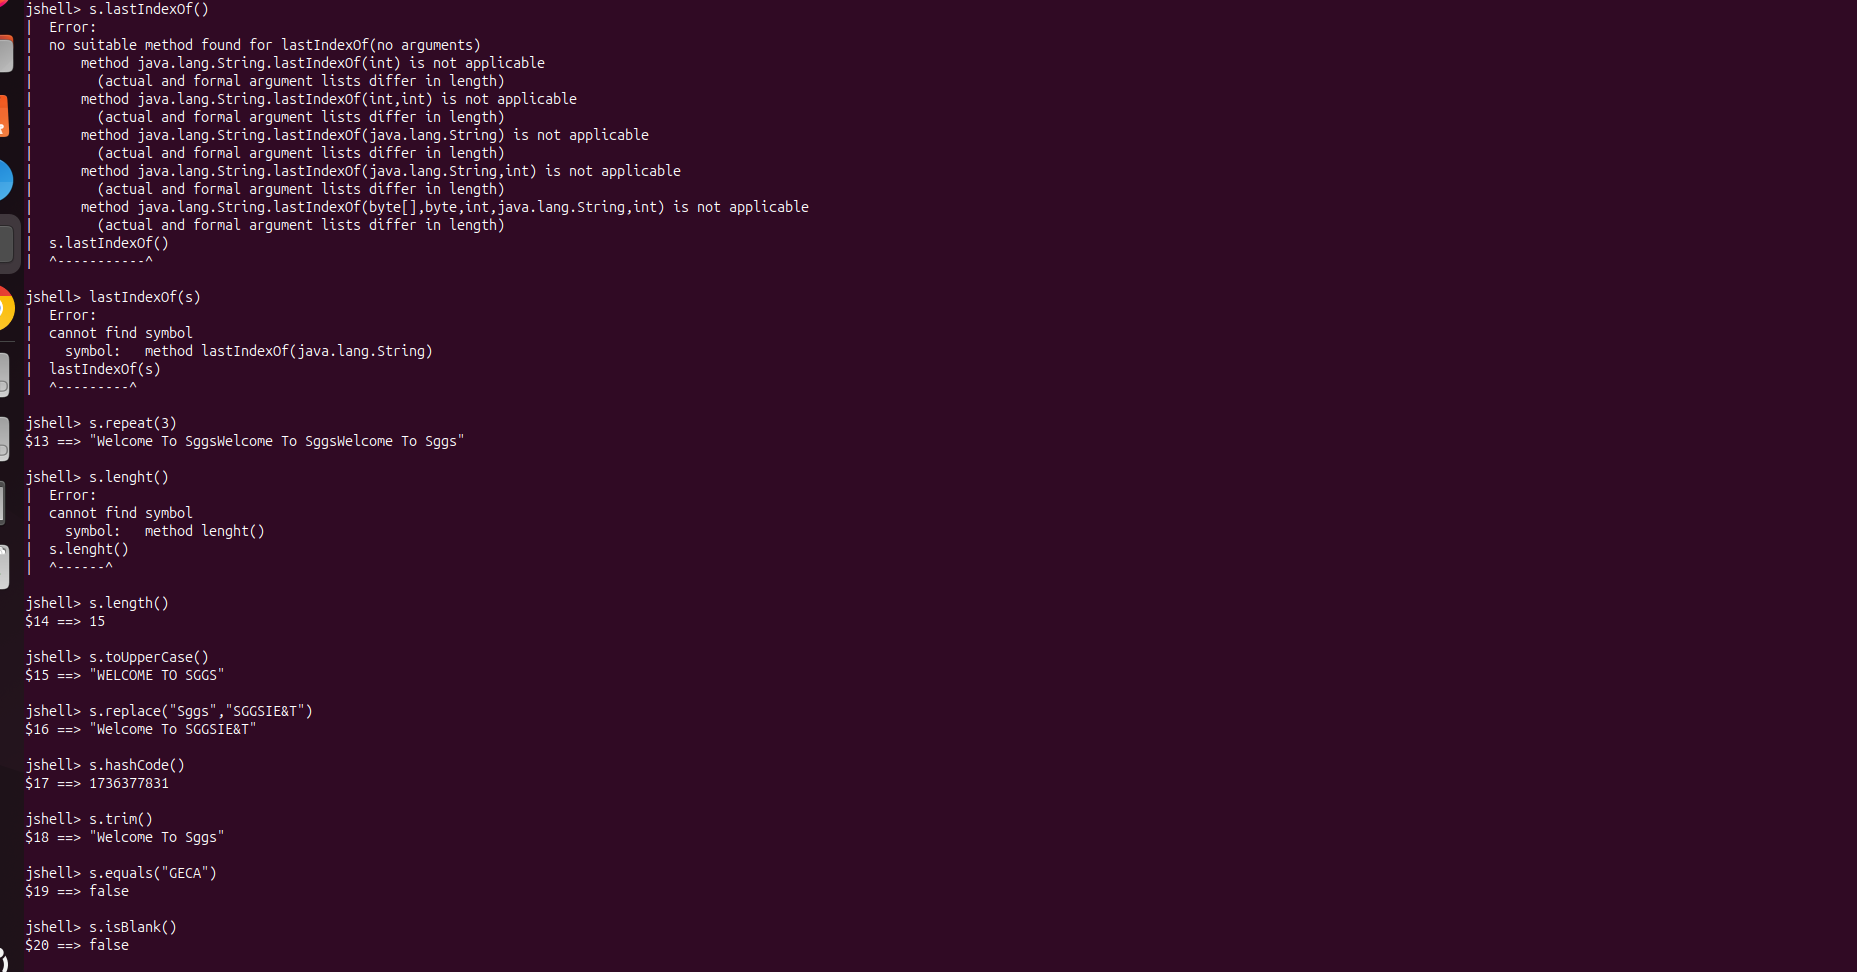 jshell> s.lastIndexOf()
|  Error:
|  no suitable method found for lastIndexOf(no arguments)
|      method java.lang.String.lastIndexOf(int) is not applicable
|        (actual and formal argument lists differ in length)
|      method java.lang.String.lastIndexOf(int,int) is not applicable
|        (actual and formal argument lists differ in length)
|      method java.lang.String.lastIndexOf(java.lang.String) is not applicable
|        (actual and formal argument lists differ in length)
|      method java.lang.String.lastIndexOf(java.lang.String,int) is not applicable
|        (actual and formal argument lists differ in length)
|      method java.lang.String.lastIndexOf(byte[],byte,int,java.lang.String,int) is not applicable
|        (actual and formal argument lists differ in length)
|  s.lastIndexOf()
|  ^-----------^
jshell> lastIndexOf(s)
|  Error:
|  cannot find symbol
|    symbol:   method lastIndexOf(java.lang.String)
|  lastIndexOf(s)
|  ^---------^
jshell> s.repeat(3)
$13 ==> "Welcome To SggsWelcome To SggsWelcome To Sggs"
jshell> s.lenght()
|  Error:
|  cannot find symbol
|    symbol:   method lenght()
|  s.lenght()
|  ^------^
jshell> s.length()
$14 ==> 15
jshell> s.toUpperCase()
$15 ==> "WELCOME TO SGGS"
jshell> s.replace("Sggs","SGGSIE&T")
$16 ==> "Welcome To SGGSIE&T"
jshell> s.hashCode()
$17 ==> 1736377831
jshell> s.trim()
$18 ==> "Welcome To Sggs"
jshell> s.equals("GECA")
$19 ==> false
jshell> s.isBlank()
$20 ==> false